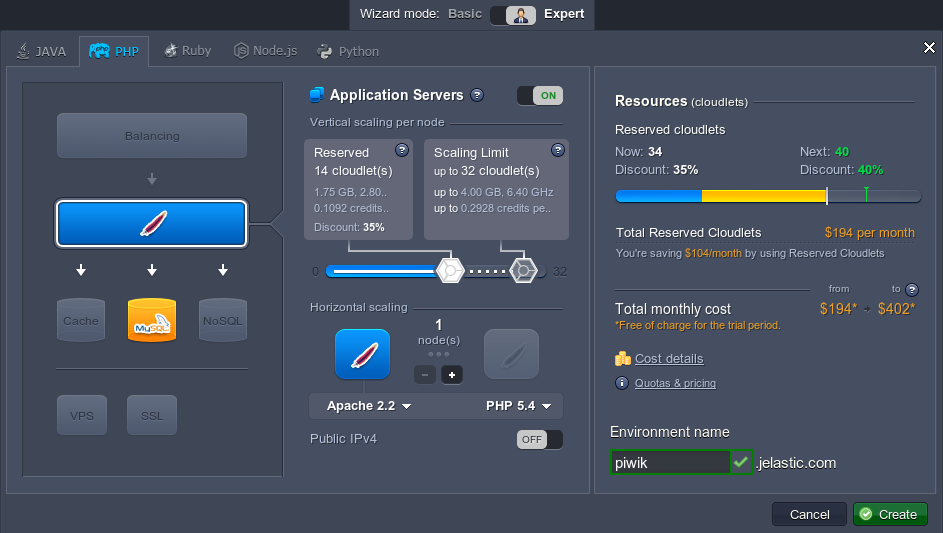 Wizard mode: Basic Expert
JAVA PHP Ruby Node.js Python
Balancing
Cache MySQL NoSQL
VPS SSL
Application Servers ? ON
Vertical scaling per node
Reserved ?
14 cloudlet(s)
1.75 GB, 2.80..
0.1092 credits..
Discount: 35%
Scaling Limit ?
up to 32 cloudlet(s)
up to 4.00 GHz, 6.40 GHz
up to 0.2928 credits pe..
0 32
Horizontal scaling
1
node(s)
- +
Apache 2.2 PHP 5.4
Public IPv4 OFF
Resources (cloudlets)
Reserved cloudlets
Now: 34 Next: 40
Discount: 35% Discount: 40%
Total Reserved Cloudlets $194 per month
You're saving $104/month by using Reserved Cloudlets
from to ?
Total monthly cost $194* - $402*
*Free of charge for the trial period.
Cost details
i Quotas & pricing
Environment name
piwik .jelastic.com
Cancel Create